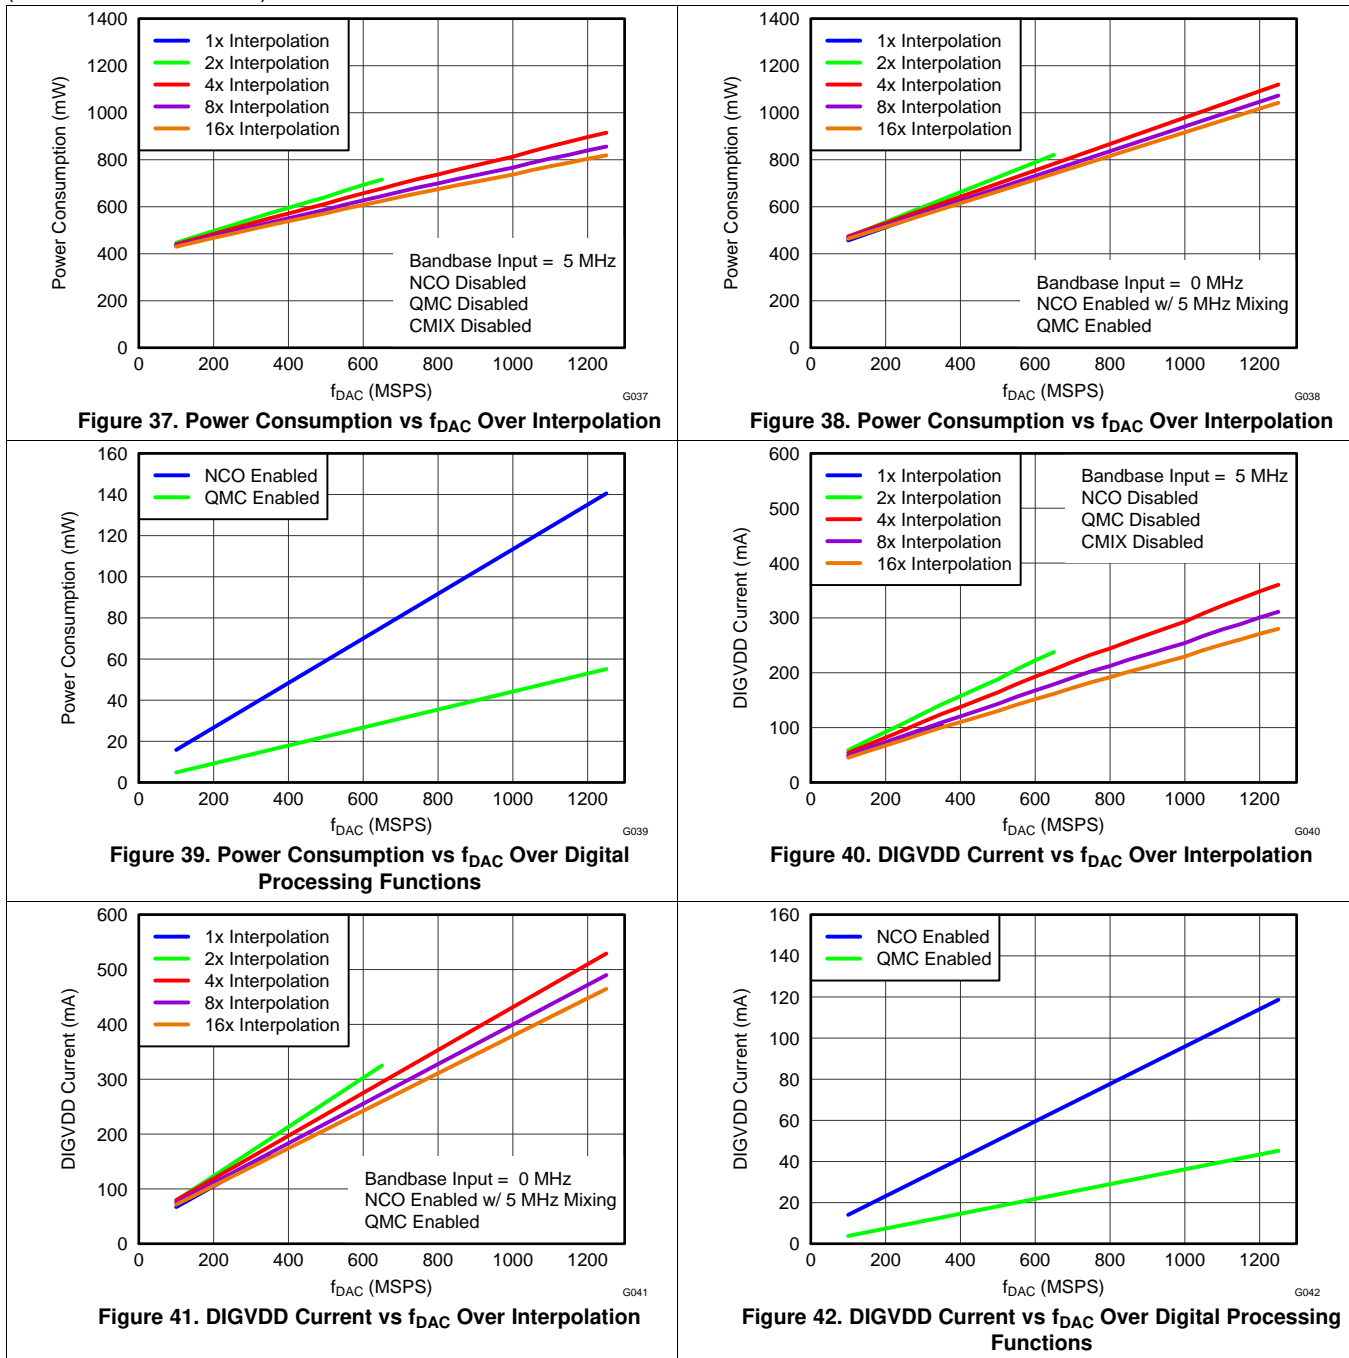 1400
1200
1000
800
600
400
200
0
Power Consumption (mW)
1x Interpolation
2x Interpolation
4x Interpolation
8x Interpolation
16x Interpolation
Bandbase Input = 5 MHz
NCO Disabled
QMC Disabled
CMIX Disabled
0 200 400 600 800 1000 1200
fDAC (MSPS)
G037
Figure 37. Power Consumption vs fDAC Over Interpolation
1400
1200
1000
800
600
400
200
0
Power Consumption (mW)
1x Interpolation
2x Interpolation
4x Interpolation
8x Interpolation
16x Interpolation
Bandbase Input = 0 MHz
NCO Enabled w/ 5 MHz Mixing
QMC Enabled
0 200 400 600 800 1000 1200
fDAC (MSPS)
G038
Figure 38. Power Consumption vs fDAC Over Interpolation
160
140
120
100
80
60
40
20
0
Power Consumption (mW)
NCO Enabled
QMC Enabled
0 200 400 600 800 1000 1200
fDAC (MSPS)
G039
Figure 39. Power Consumption vs fDAC Over Digital
Processing Functions
600
500
400
300
200
100
0
DIGVDD Current (mA)
1x Interpolation
2x Interpolation
4x Interpolation
8x Interpolation
16x Interpolation
Bandbase Input = 5 MHz
NCO Disabled
QMC Disabled
CMIX Disabled
0 200 400 600 800 1000 1200
fDAC (MSPS)
G040
Figure 40. DIGVDD Current vs fDAC Over Interpolation
600
500
400
300
200
100
0
DIGVDD Current (mA)
1x Interpolation
2x Interpolation
4x Interpolation
8x Interpolation
16x Interpolation
Bandbase Input = 0 MHz
NCO Enabled w/ 5 MHz Mixing
QMC Enabled
0 200 400 600 800 1000 1200
fDAC (MSPS)
G041
Figure 41. DIGVDD Current vs fDAC Over Interpolation
160
140
120
100
80
60
40
20
0
DIGVDD Current (mA)
NCO Enabled
QMC Enabled
0 200 400 600 800 1000 1200
fDAC (MSPS)
G042
Figure 42. DIGVDD Current vs fDAC Over Digital Processing
Functions